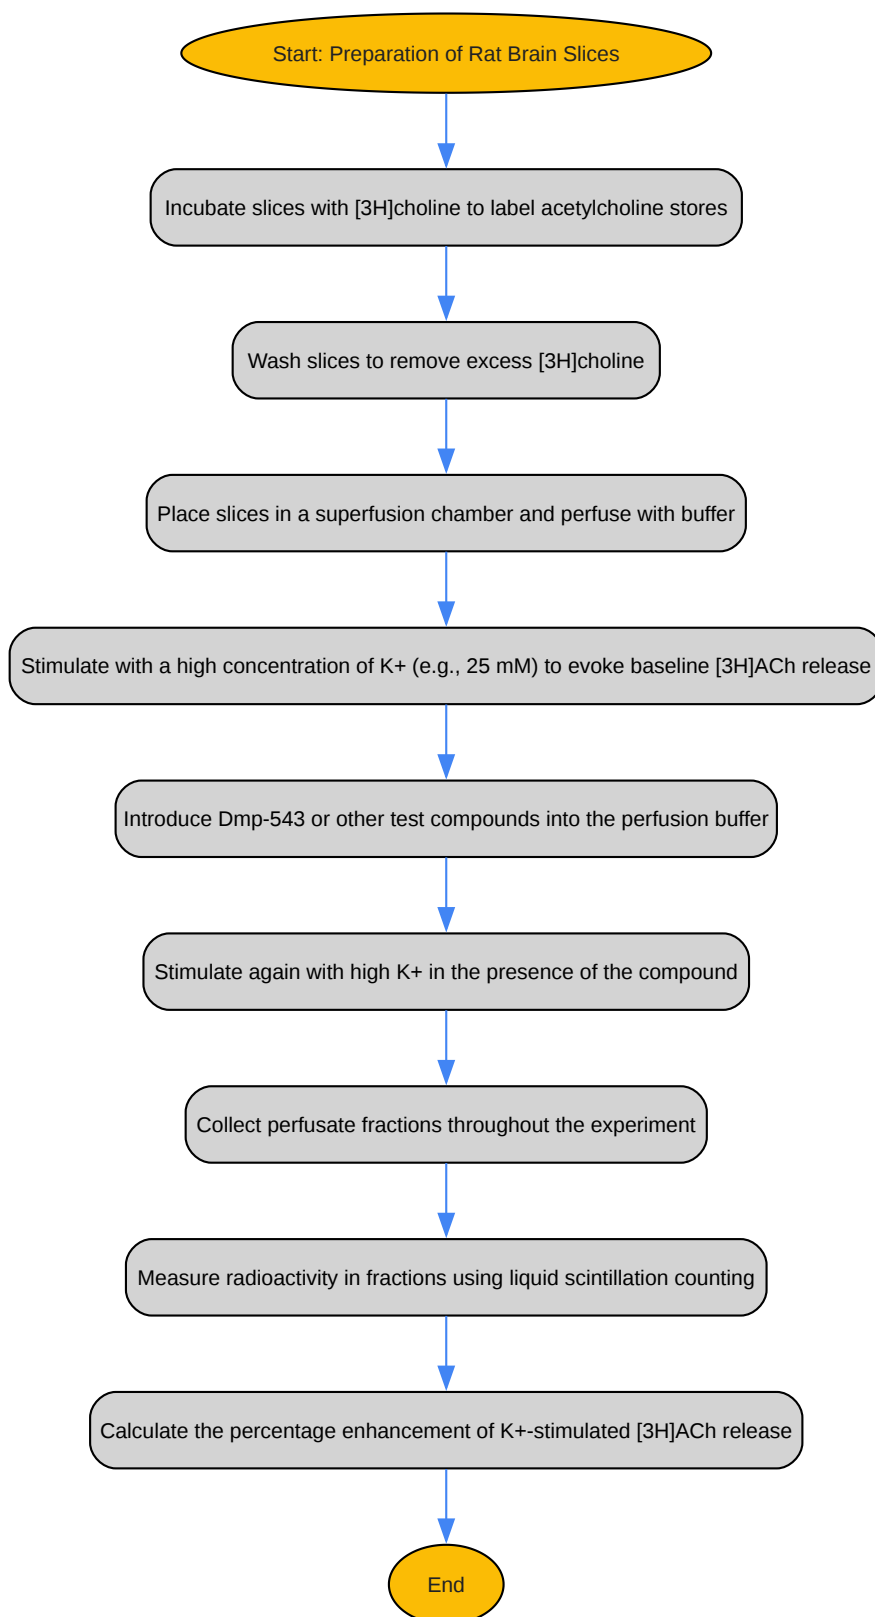 Start: Preparation of Rat Brain Slices
Incubate slices with [3H]choline to label acetylcholine stores
Wash slices to remove excess [3H]choline
Place slices in a superfusion chamber and perfuse with buffer
Stimulate with a high concentration of K+ (e.g., 25 mM) to evoke baseline [3H]ACh release
Introduce Dmp-543 or other test compounds into the perfusion buffer
Stimulate again with high K+ in the presence of the compound
Collect perfusate fractions throughout the experiment
Measure radioactivity in fractions using liquid scintillation counting
Calculate the percentage enhancement of K+-stimulated [3H]ACh release
End